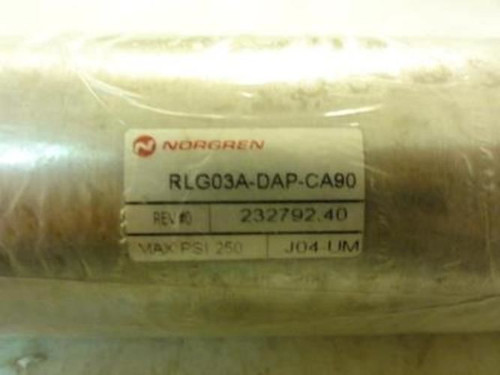 NORGREN
RLG03A-DAP-CA90
REV #0 232792.40
MAX PSI 250 J04-UM